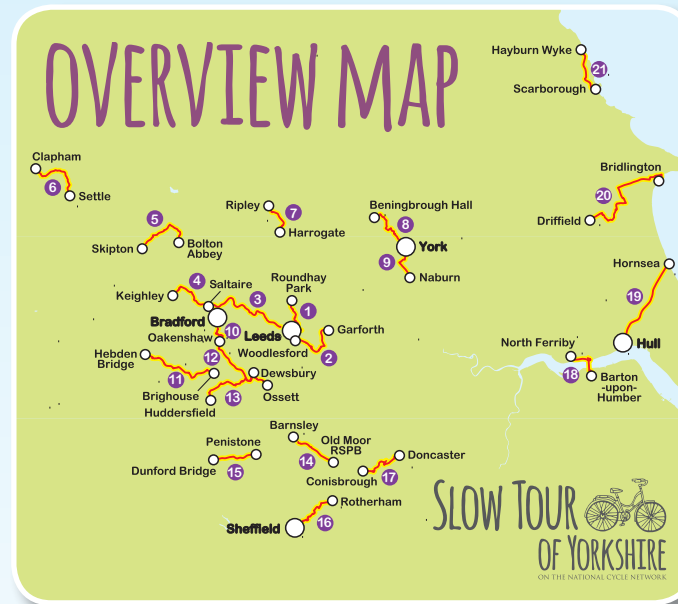 OVERVIEW MAP
Hayburn Wyke
21
Scarborough
Clapham
6
Settle
Bridlington
20
Driffield
Ripley
7
Harrogate
Beningbrough Hall
8
York
9
Naburn
5
Skipton
Bolton
Abbey
Hornsea
19
Hull
Roundhay
Park
1
Saltaire
4
3
Keighley
Bradford
Leeds
Garforth
10
Oakenshaw
Woodlesford
2
North Ferriby
18
Barton
-upon-
Humber
Hebden
Bridge
12
11
Dewsbury
Brighouse
13
Ossett
Huddersfield
Barnsley
Old Moor
RSPB
14
Penistone
Dunford Bridge
15
Doncaster
Conisbrough
17
Rotherham
Sheffield
16
SLOW TOUR
OF YORKSHIRE
ON THE NATIONAL CYCLE NETWORK